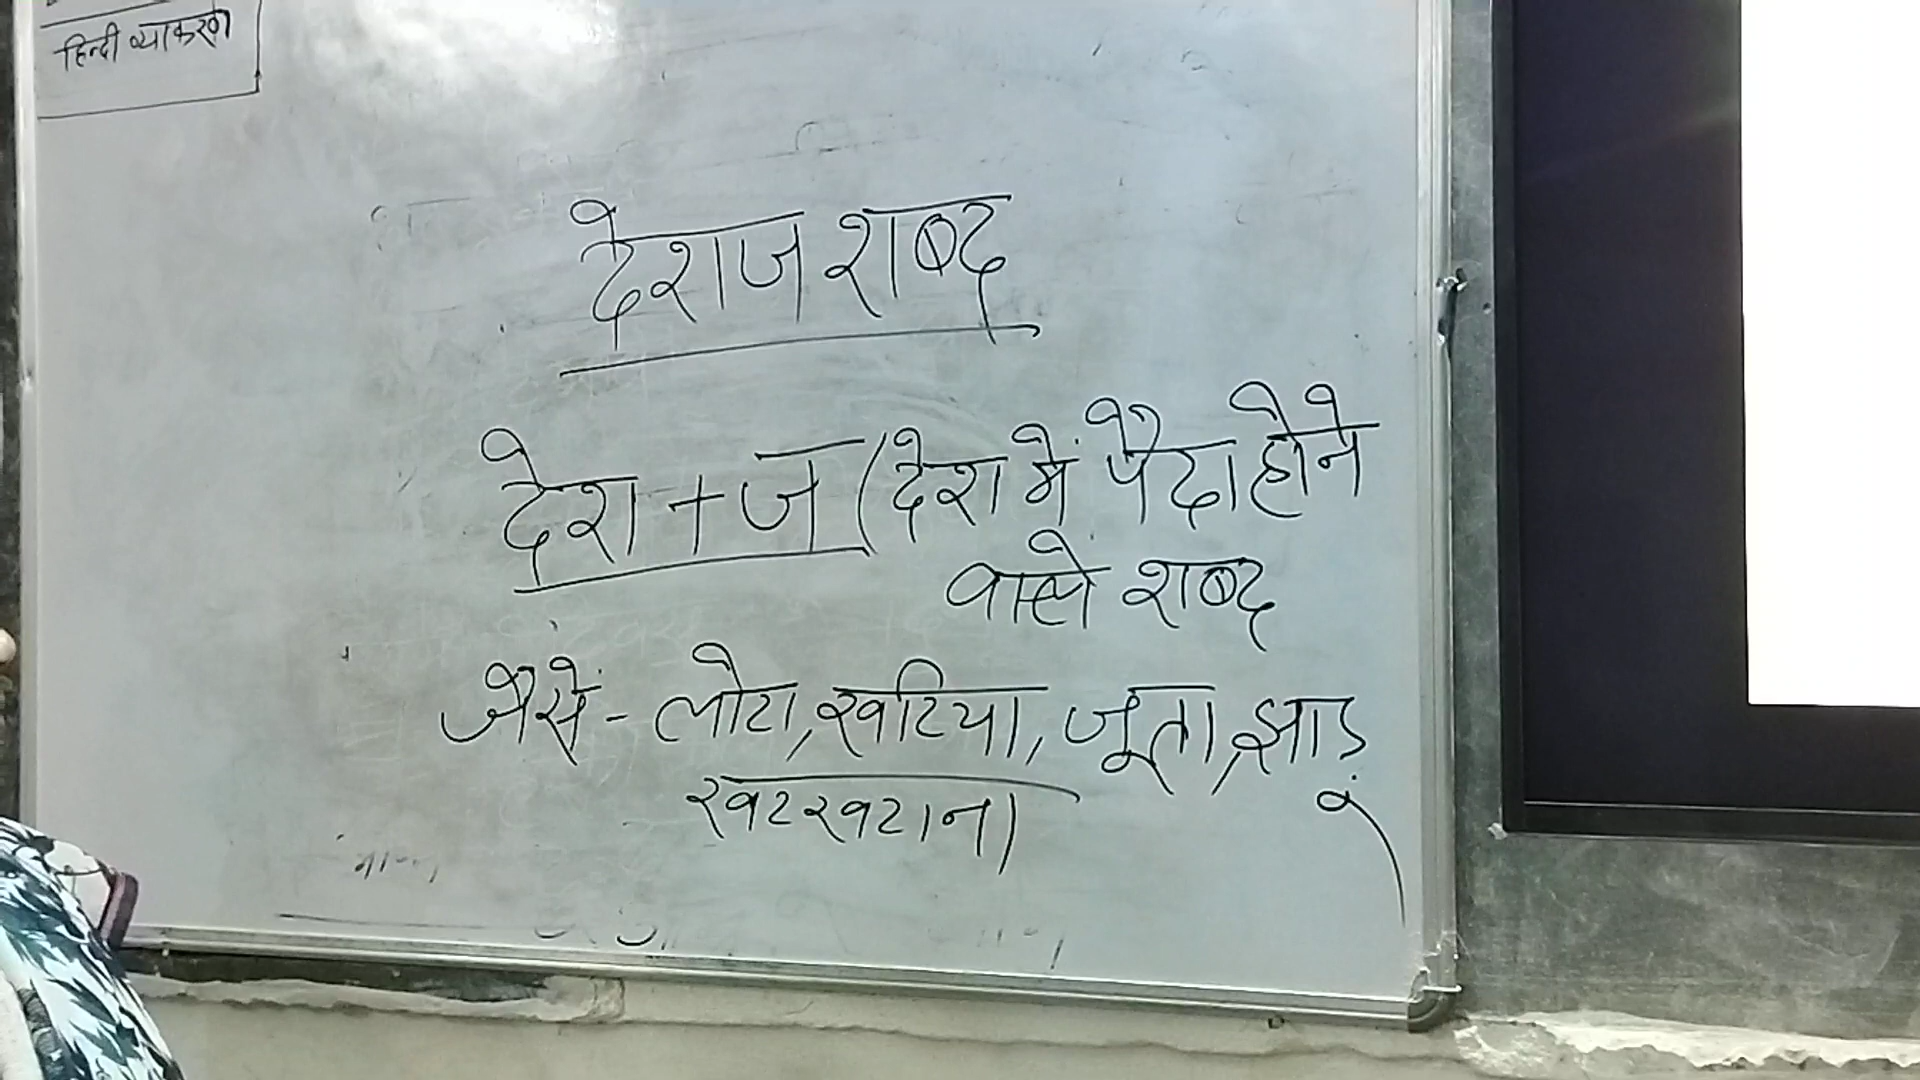 हिन्दी व्याकरण
देशज शब्द
देश + ज (देश में पैदा होने
वाले शब्द
जैसें - लोटा, खटिया, जूता, झाड़ू
खटखटाना